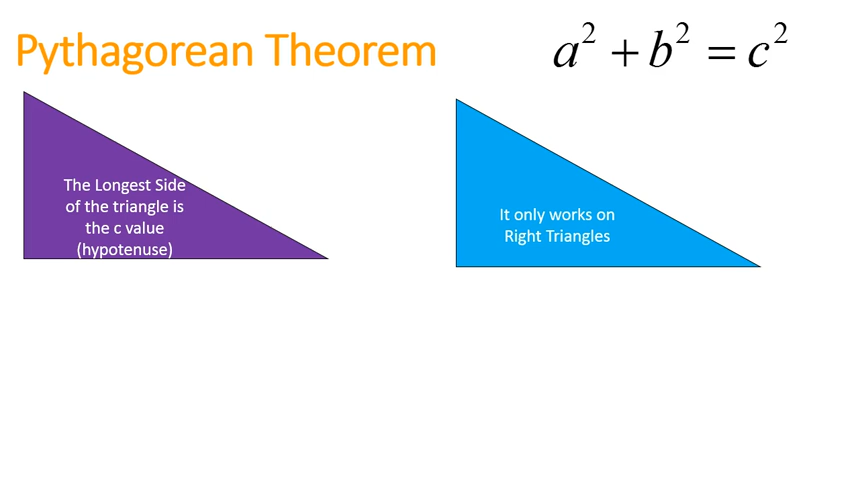 Pythagorean Theorem
a² + b² = c²
The Longest Side
of the triangle is
the c value
(hypotenuse)
It only works on
Right Triangles